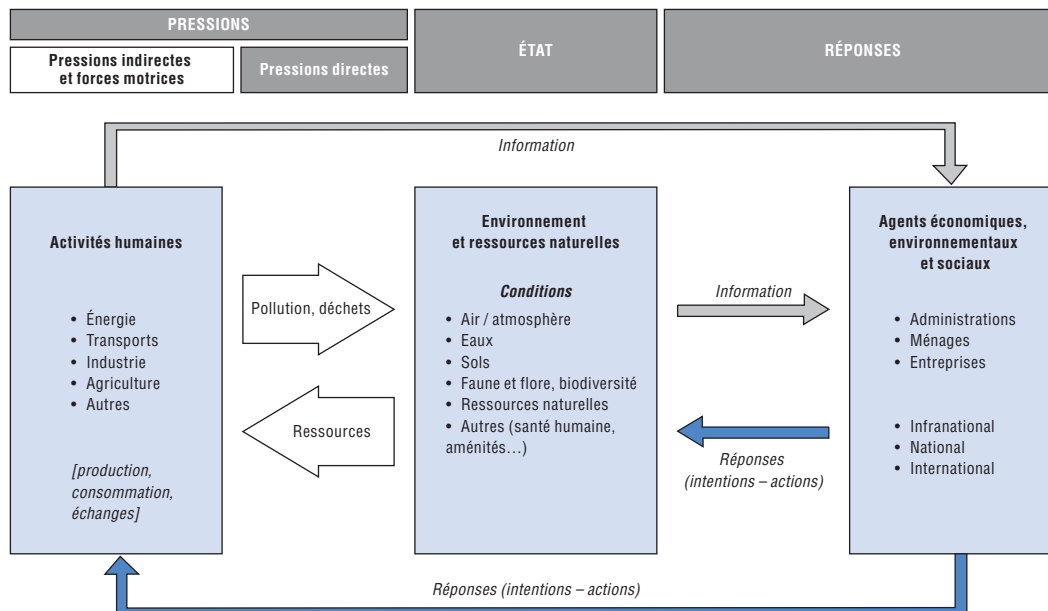 PRESSIONS
Pressions indirectes
et forces motrices
Pressions directes
ÉTAT
RÉPONSES
Information
Activités humaines
• Énergie
• Transports
• Industrie
• Agriculture
• Autres
[production,
consommation,
échanges]
Pollution, déchets
Ressources
Environnement
et ressources naturelles
Conditions
• Air / atmosphère
• Eaux
• Sols
• Faune et flore, biodiversité
• Ressources naturelles
• Autres (santé humaine,
aménités…)
Information
Réponses
(intentions – actions)
Agents économiques,
environnementaux
et sociaux
• Administrations
• Ménages
• Entreprises
• Infranational
• National
• International
Réponses (intentions – actions)